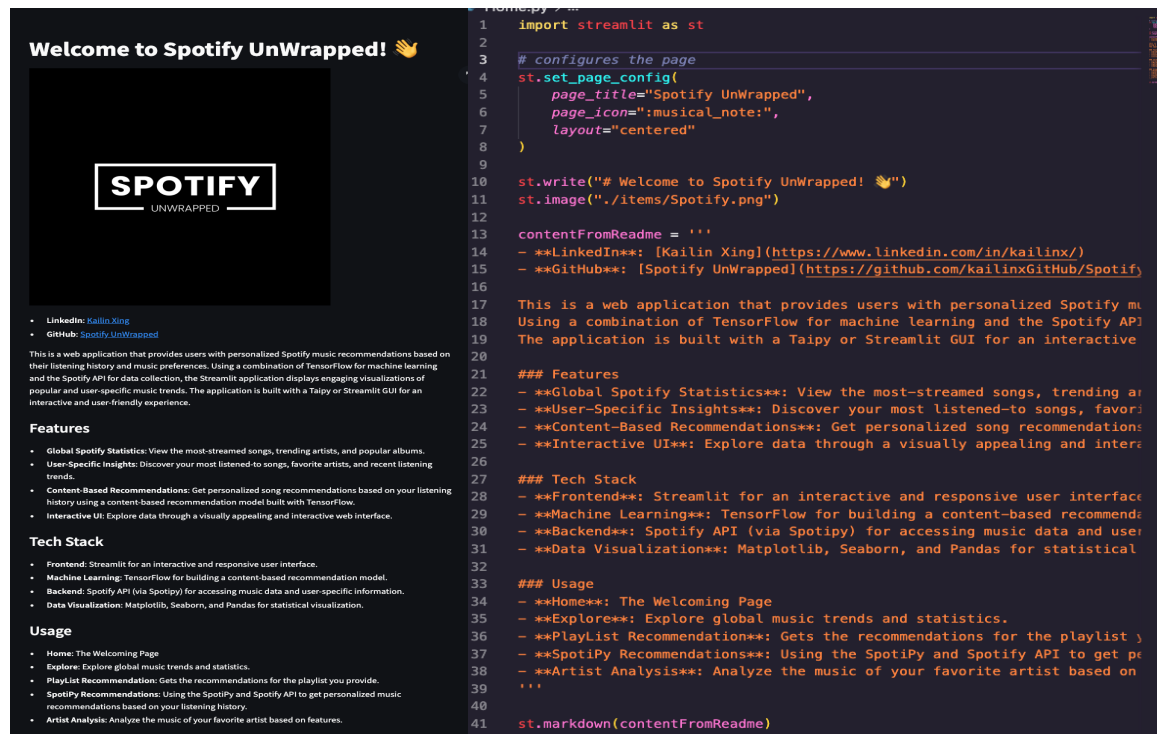 Welcome to Spotify UnWrapped! 👋
SPOTIFY
UNWRAPPED
• LinkedIn: Kailin Xing
• GitHub: Spotify UnWrapped
This is a web application that provides users with personalized Spotify music recommendations based on
their listening history and music preferences. Using a combination of TensorFlow for machine learning
and the Spotify API for data collection, the Streamlit application displays engaging visualizations of
popular and user-specific music trends. The application is built with a Taipy or Streamlit GUI for an
interactive and user-friendly experience.
Features
• Global Spotify Statistics: View the most-streamed songs, trending artists, and popular albums.
• User-Specific Insights: Discover your most listened-to songs, favorite artists, and recent listening
trends.
• Content-Based Recommendations: Get personalized song recommendations based on your listening
history using a content-based recommendation model built with TensorFlow.
• Interactive UI: Explore data through a visually appealing and interactive web interface.
Tech Stack
• Frontend: Streamlit for an interactive and responsive user interface.
• Machine Learning: TensorFlow for building a content-based recommendation model.
• Backend: Spotify API (via Spotipy) for accessing music data and user-specific information.
• Data Visualization: Matplotlib, Seaborn, and Pandas for statistical visualization.
Usage
• Home: The Welcoming Page
• Explore: Explore global music trends and statistics.
• PlayList Recommendation: Gets the recommendations for the playlist you provide.
• SpotiPy Recommendations: Using the SpotiPy and Spotify API to get personalized music
recommendations based on your listening history.
• Artist Analysis: Analyze the music of your favorite artist based on features.
1 import streamlit as st
2
3 # configures the page
4 st.set_page_config(
5 page_title="Spotify UnWrapped",
6 page_icon=":musical_note:",
7 layout="centered"
8 )
9
10 st.write("# Welcome to Spotify UnWrapped! 👋")
11 st.image("./items/Spotify.png")
12
13 contentFromReadme = '''
14 - **LinkedIn**: [Kailin Xing](https://www.linkedin.com/in/kailinx/)
15 - **GitHub**: [Spotify UnWrapped](https://github.com/kailinxGitHub/Spotify
16
17 This is a web application that provides users with personalized Spotify mu
18 Using a combination of TensorFlow for machine learning and the Spotify API
19 The application is built with a Taipy or Streamlit GUI for an interactive
20
21 ### Features
22 - **Global Spotify Statistics**: View the most-streamed songs, trending ar
23 - **User-Specific Insights**: Discover your most listened-to songs, favori
24 - **Content-Based Recommendations**: Get personalized song recommendations
25 - **Interactive UI**: Explore data through a visually appealing and intera
26
27 ### Tech Stack
28 - **Frontend**: Streamlit for an interactive and responsive user interface
29 - **Machine Learning**: TensorFlow for building a content-based recommenda
30 - **Backend**: Spotify API (via Spotipy) for accessing music data and user
31 - **Data Visualization**: Matplotlib, Seaborn, and Pandas for statistical
32
33 ### Usage
34 - **Home**: The Welcoming Page
35 - **Explore**: Explore global music trends and statistics.
36 - **PlayList Recommendation**: Gets the recommendations for the playlist y
37 - **SpotiPy Recommendations**: Using the SpotiPy and Spotify API to get pe
38 - **Artist Analysis**: Analyze the music of your favorite artist based on
39 '''
40
41 st.markdown(contentFromReadme)